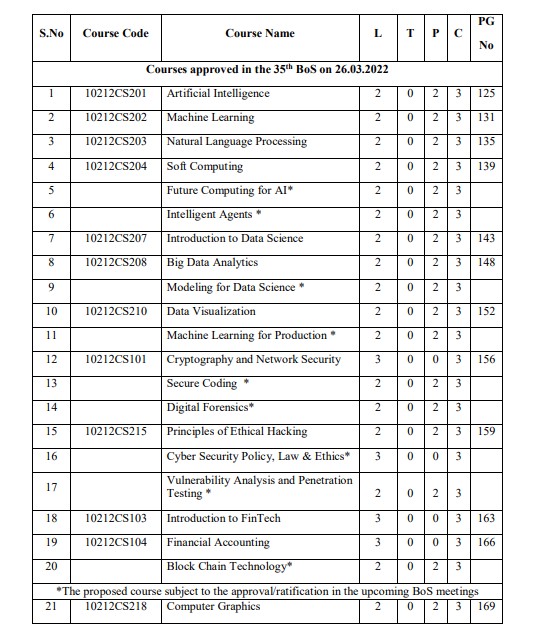 S.No Course Code Course Name L T P C PG No
Courses approved in the 35th BoS on 26.03.2022
1 10212CS201 Artificial Intelligence 2 0 2 3 125
2 10212CS202 Machine Learning 2 0 2 3 131
3 10212CS203 Natural Language Processing 2 0 2 3 135
4 10212CS204 Soft Computing 2 0 2 3 139
5 Future Computing for AI* 2 0 2 3
6 Intelligent Agents * 2 0 2 3
7 10212CS207 Introduction to Data Science 2 0 2 3 143
8 10212CS208 Big Data Analytics 2 0 2 3 148
9 Modeling for Data Science * 2 0 2 3
10 10212CS210 Data Visualization 2 0 2 3 152
11 Machine Learning for Production * 2 0 2 3
12 10212CS101 Cryptography and Network Security 3 0 0 3 156
13 Secure Coding * 2 0 2 3
14 Digital Forensics* 2 0 2 3
15 10212CS215 Principles of Ethical Hacking 2 0 2 3 159
16 Cyber Security Policy, Law & Ethics* 3 0 0 3
17 Vulnerability Analysis and Penetration
Testing * 2 0 2 3
18 10212CS103 Introduction to FinTech 3 0 0 3 163
19 10212CS104 Financial Accounting 3 0 0 3 166
20 Block Chain Technology* 2 0 2 3
*The proposed course subject to the approval/ratification in the upcoming BoS meetings
21 10212CS218 Computer Graphics 2 0 2 3 169